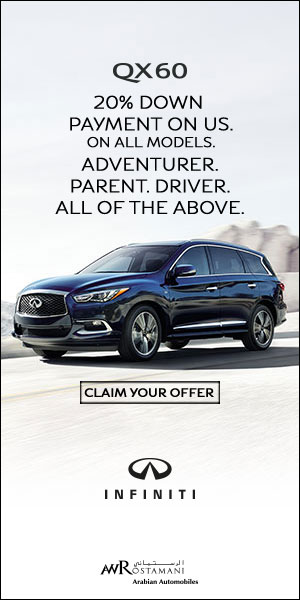 QX60
20% DOWN
PAYMENT ON US.
ON ALL MODELS.
ADVENTURER.
PARENT. DRIVER.
ALL OF THE ABOVE.
CLAIM YOUR OFFER
INFINITI
الرستماني
AWROSTAMANI
Arabian Automobiles